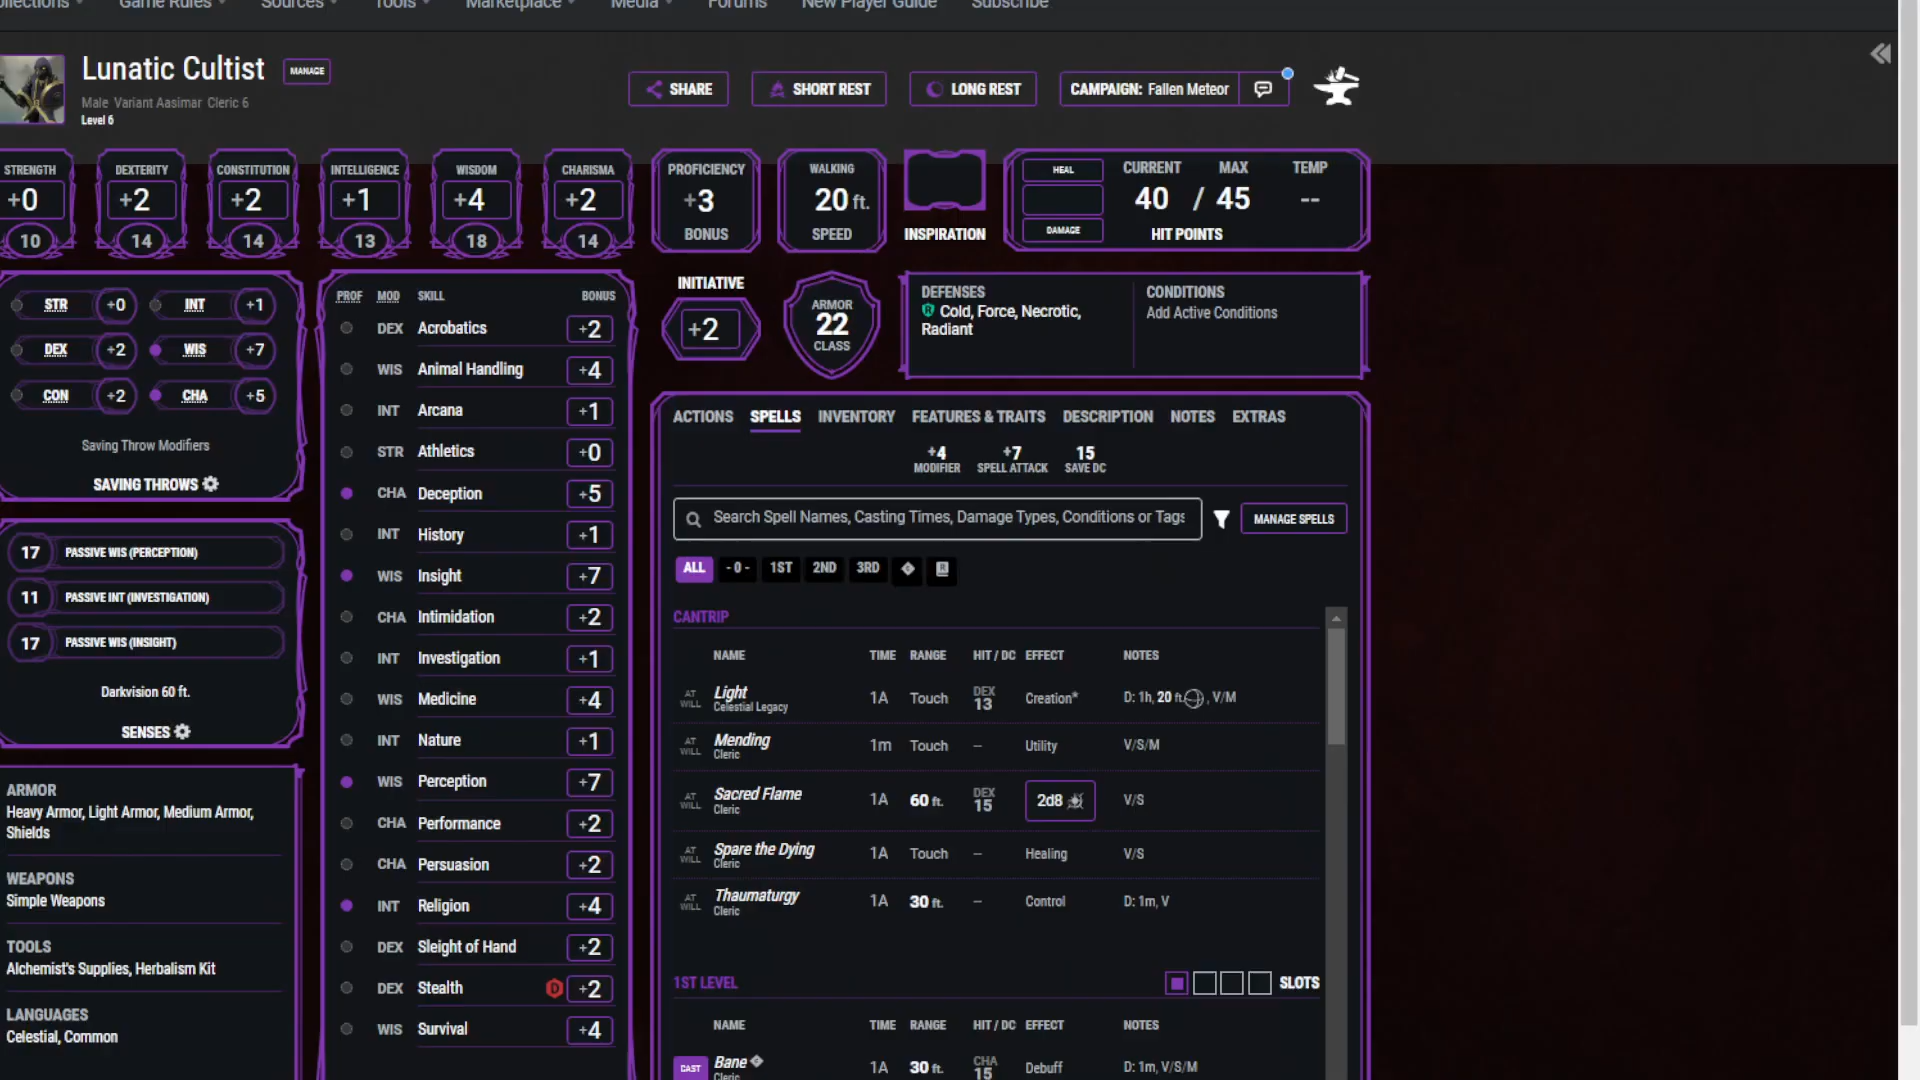 Game Rules
Sources
Tools
Marketplace
Media
Forums
New Player Guide
Subscribe
Lunatic Cultist
MANAGE
Male Variant Aasimar Cleric 6
Level 6
SHARE
SHORT REST
LONG REST
CAMPAIGN: Fallen Meteor
STRENGTH
+0
10
DEXTERITY
+2
14
CONSTITUTION
+2
14
INTELLIGENCE
+1
13
WISDOM
+4
18
CHARISMA
+2
14
PROFICIENCY
+3
BONUS
WALKING
20 ft.
SPEED
INSPIRATION
HEAL
DAMAGE
CURRENT MAX TEMP
40 / 45 --
HIT POINTS
STR +0 INT +1
DEX +2 WIS +7
CON +2 CHA +5
Saving Throw Modifiers
SAVING THROWS
17 PASSIVE WIS (PERCEPTION)
11 PASSIVE INT (INVESTIGATION)
17 PASSIVE WIS (INSIGHT)
Darkvision 60 ft.
SENSES
ARMOR
Heavy Armor, Light Armor, Medium Armor,
Shields
WEAPONS
Simple Weapons
TOOLS
Alchemist's Supplies, Herbalism Kit
LANGUAGES
Celestial, Common
PROF MOD SKILL BONUS
DEX Acrobatics +2
WIS Animal Handling +4
INT Arcana +1
STR Athletics +0
CHA Deception +5
INT History +1
WIS Insight +7
CHA Intimidation +2
INT Investigation +1
WIS Medicine +4
INT Nature +1
WIS Perception +7
CHA Performance +2
CHA Persuasion +2
INT Religion +4
DEX Sleight of Hand +2
DEX Stealth D +2
WIS Survival +4
INITIATIVE
+2
ARMOR
22
CLASS
DEFENSES
R Cold, Force, Necrotic,
Radiant
CONDITIONS
Add Active Conditions
ACTIONS SPELLS INVENTORY FEATURES & TRAITS DESCRIPTION NOTES EXTRAS
+4 +7 15
MODIFIER SPELL ATTACK SAVE DC
Search Spell Names, Casting Times, Damage Types, Conditions or Tags
MANAGE SPELLS
ALL - 0 - 1ST 2ND 3RD C R
CANTRIP
NAME TIME RANGE HIT / DC EFFECT NOTES
AT WILL Light 1A Touch DEX 13 Creation* D: 1h, 20 ft. , V/M
Celestial Legacy
AT WILL Mending 1m Touch -- Utility V/S/M
Cleric
AT WILL Sacred Flame 1A 60 ft. DEX 15 2d8 V/S
Cleric
AT WILL Spare the Dying 1A Touch -- Healing V/S
Cleric
AT WILL Thaumaturgy 1A 30 ft. -- Control D: 1m, V
Cleric
1ST LEVEL SLOTS
NAME TIME RANGE HIT / DC EFFECT NOTES
CAST Bane 1A 30 ft. CHA 15 Debuff D: 1m, V/S/M
Cleric